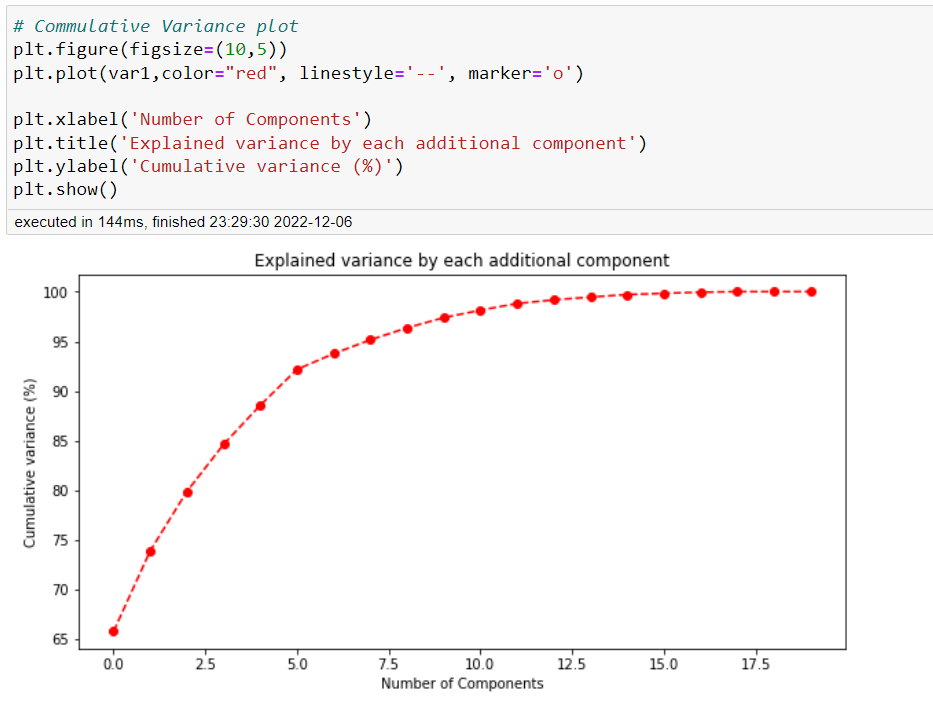 # Commulative Variance plot
plt.figure(figsize=(10,5))
plt.plot(var1,color="red", linestyle='--', marker='o')
plt.xlabel('Number of Components')
plt.title('Explained variance by each additional component')
plt.ylabel('Cumulative variance (%)')
plt.show()
executed in 144ms, finished 23:29:30 2022-12-06
Explained variance by each additional component
Cumulative variance (%)
100
95
90
85
80
75
70
65
0.0 2.5 5.0 7.5 10.0 12.5 15.0 17.5
Number of Components